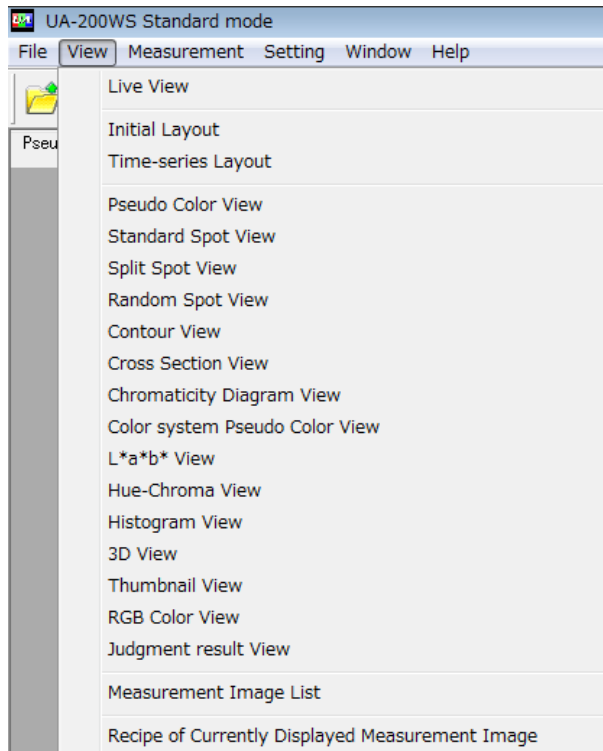 UA-200WS Standard mode
File View Measurement Setting Window Help
Live View
Initial Layout
Pseu
Time-series Layout
Pseudo Color View
Standard Spot View
Split Spot View
Random Spot View
Contour View
Cross Section View
Chromaticity Diagram View
Color system Pseudo Color View
L*a*b* View
Hue-Chroma View
Histogram View
3D View
Thumbnail View
RGB Color View
Judgment result View
Measurement Image List
Recipe of Currently Displayed Measurement Image